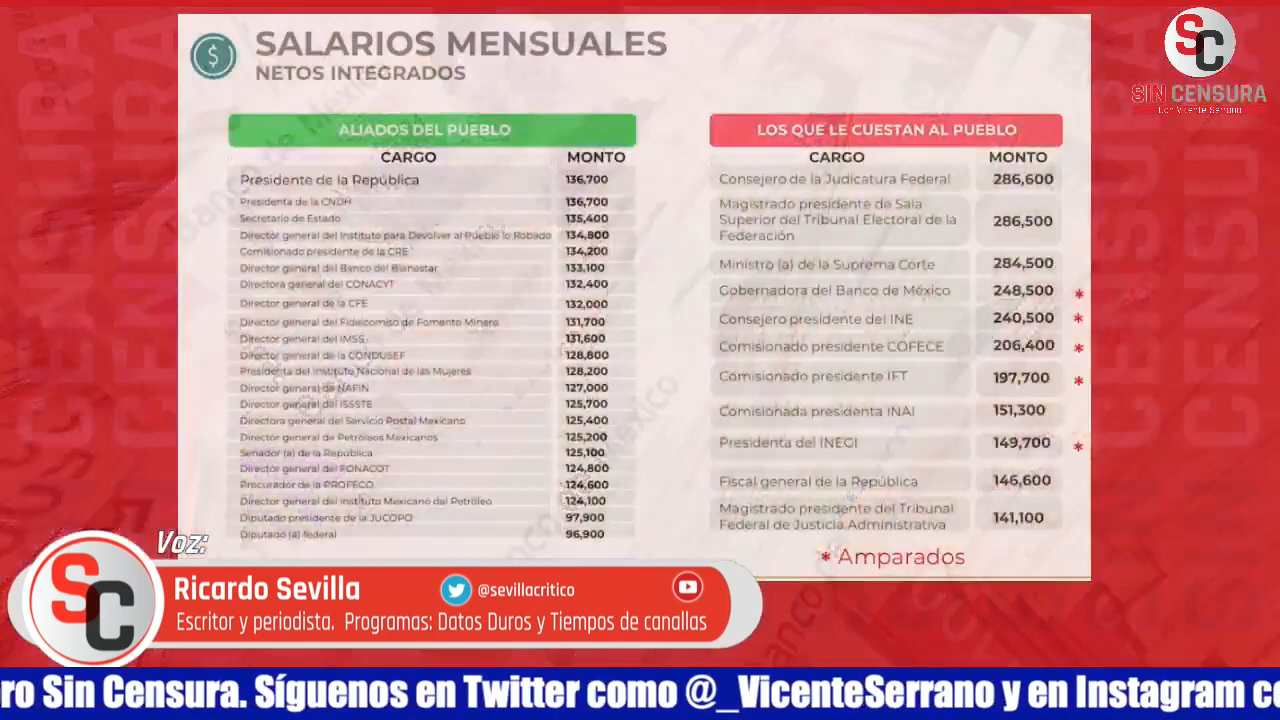 SALARIOS MENSUALES
NETOS INTEGRADOS
SC
SIN CENSURA
Con Vicente Serrano
ALIADOS DEL PUEBLO
CARGO MONTO
Presidente de la República 136,700
Presidenta de la CNDH 136,700
Secretario de Estado 135,400
Director general del Instituto para Devolver al Pueblo lo Robado 134,800
Comisionado presidente de la CRE 134,200
Director general del Banco del Bienestar 133,100
Directora general del CONACYT 132,400
Director general de la CFE 132,000
Director general del Fideicomiso de Fomento Minero 131,700
Director general del IMSS 131,600
Director general de la CONDUSEF 128,800
Presidenta del Instituto Nacional de las Mujeres 128,200
Director general de NAFIN 127,000
Director general del ISSSTE 125,700
Directora general del Servicio Postal Mexicano 125,400
Director general de Petróleos Mexicanos 125,200
Senador (a) de la República 125,100
Director general del FONACOT 124,800
Procurador de la PROFECO 124,600
Director general del Instituto Mexicano del Petróleo 124,100
Diputado presidente de la JUCOPO 97,900
Diputado (a) federal 96,900
LOS QUE LE CUESTAN AL PUEBLO
CARGO MONTO
Consejero de la Judicatura Federal 286,600
Magistrado presidente de Sala
Superior del Tribunal Electoral de la 286,500
Federación
Ministro (a) de la Suprema Corte 284,500
Gobernadora del Banco de México 248,500 *
Consejero presidente del INE 240,500 *
Comisionado presidente COFECE 206,400 *
Comisionado presidente IFT 197,700 *
Comisionada presidenta INAI 151,300
Presidenta del INEGI 149,700 *
Fiscal general de la República 146,600
Magistrado presidente del Tribunal
Federal de Justicia Administrativa 141,100
* Amparados
Voz:
SC
Ricardo Sevilla @sevillacritico
Escritor y periodista. Programas: Datos Duros y Tiempos de canallas
ro Sin Censura. Síguenos en Twitter como @_VicenteSerrano y en Instagram co